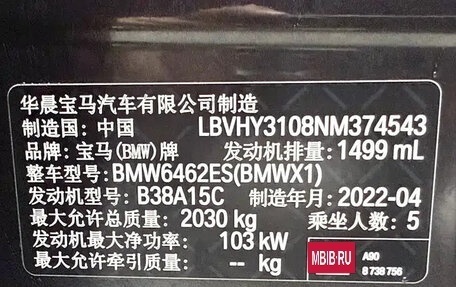 华晨宝马汽车有限公司制造
制造国: 中国 LBVHY3108NM374543
品牌: 宝马(BMW)牌 发动机排量: 1499 mL
整车型号: BMW6462ES(BMWX1)
发动机型号: B38A15C 制造年月: 2022-04
最大允许总质量: 2030 kg 乘坐人数: 5
发动机最大净功率: 103 kW
最大允许牵引质量: -- kg
MBIB·RU
A90
8 738 756